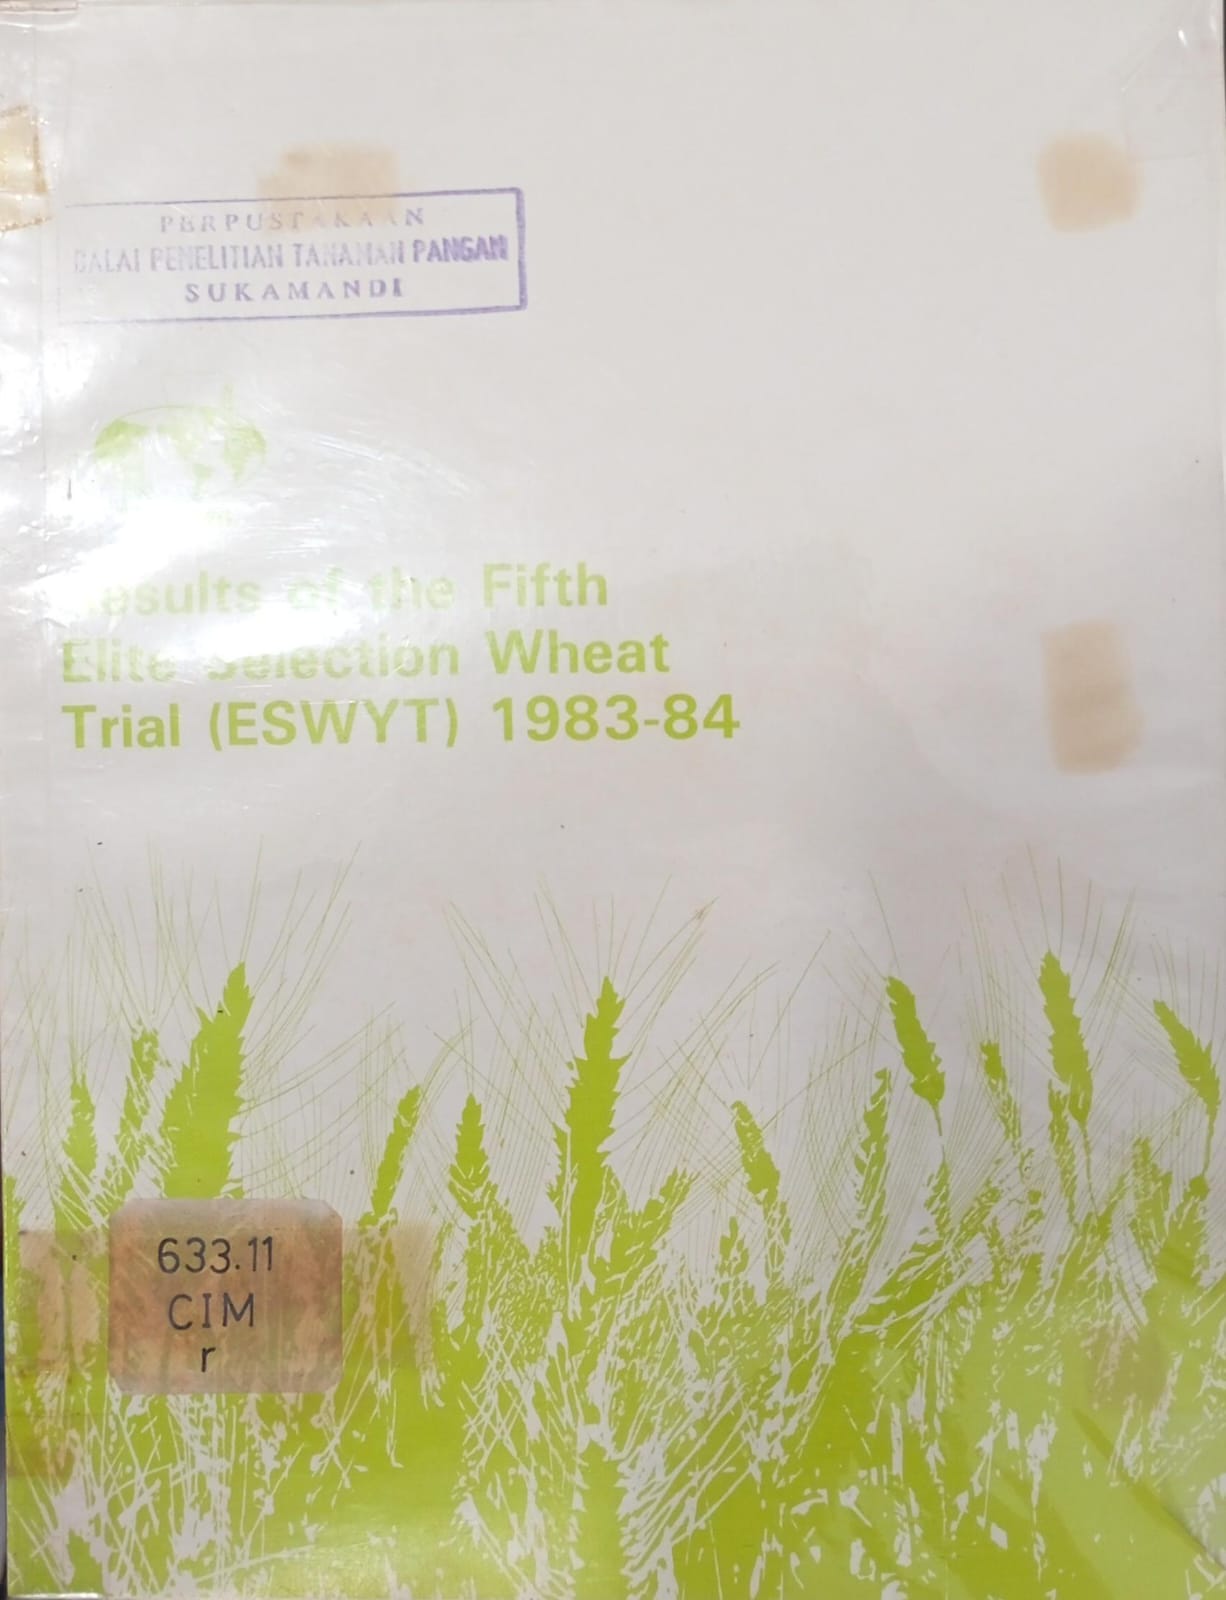 PERPUSTAKAAN
BALAI PENELITIAN TANAMAN PANGAN
SUKAMANDI
Results of the Fifth
Elite Selection Wheat
Trial (ESWYT) 1983-84
633.11
CIM
r